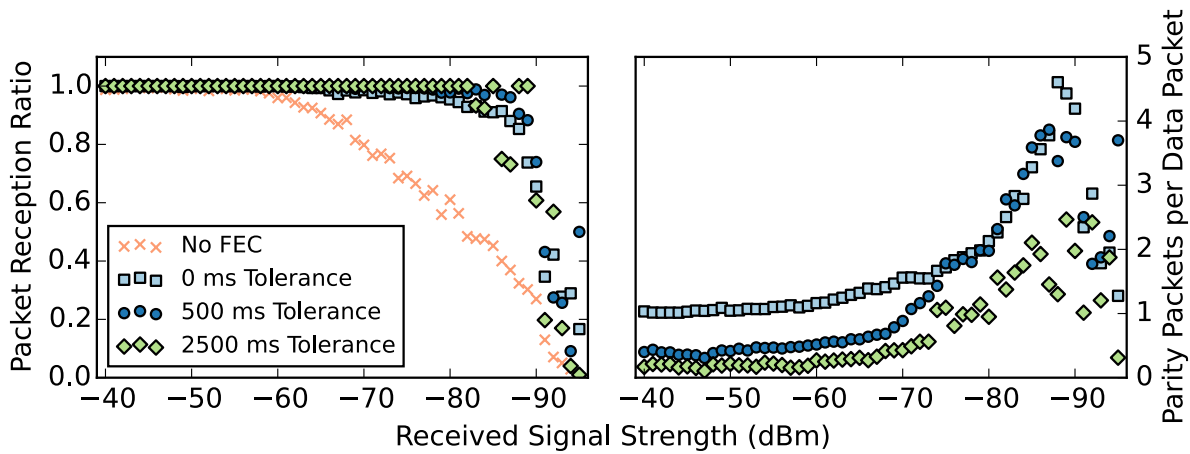 Packet Reception Ratio
1.0
0.8
0.6
0.4
0.2
0.0
No FEC
0 ms Tolerance
500 ms Tolerance
2500 ms Tolerance
−40 −50 −60 −70 −80 −90
5
4
3
2
1
0
Parity Packets per Data Packet
−40 −50 −60 −70 −80 −90
Received Signal Strength (dBm)